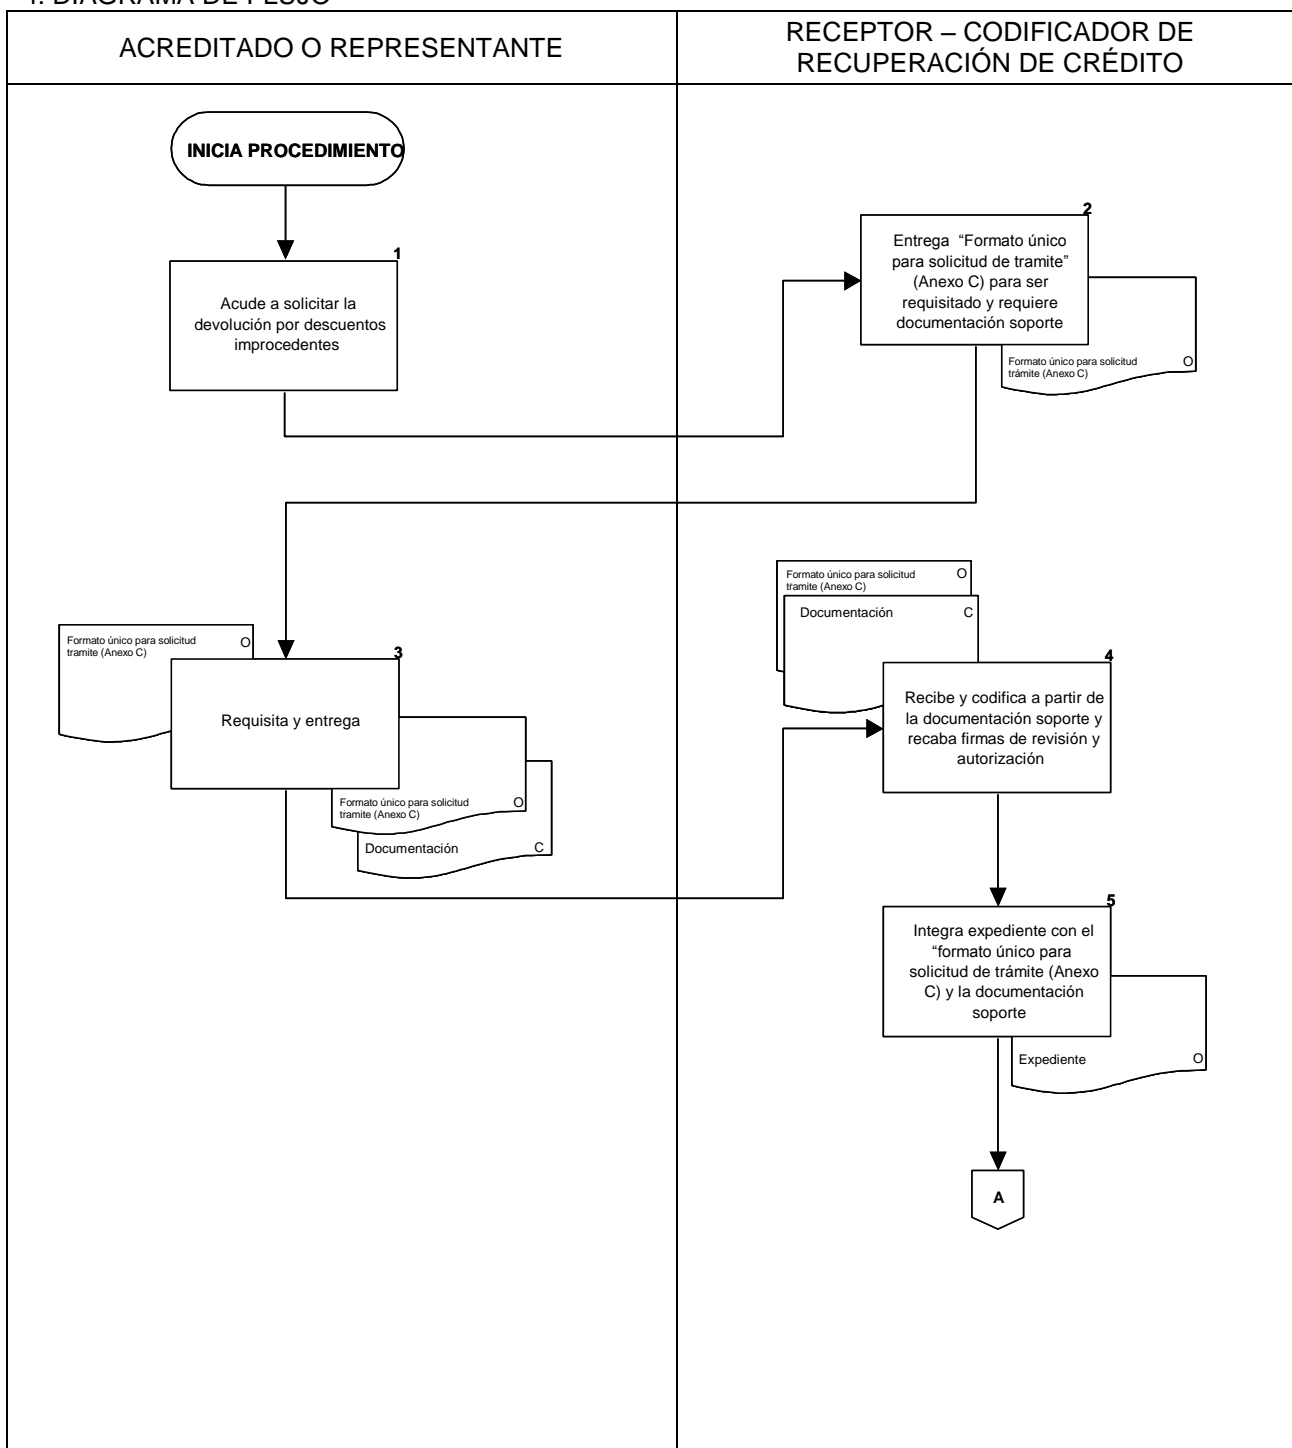 4. DIAGRAMA DE FLUJO
ACREDITADO O REPRESENTANTE
RECEPTOR – CODIFICADOR DE
RECUPERACIÓN DE CRÉDITO
INICIA PROCEDIMIENTO
1
Acude a solicitar la
devolución por descuentos
improcedentes
2
Entrega “Formato único
para solicitud de tramite”
(Anexo C) para ser
requisitado y requiere
documentación soporte
Formato único para solicitud
trámite (Anexo C)
O
Formato único para solicitud
tramite (Anexo C)
O
3
Requisita y entrega
Formato único para solicitud
tramite (Anexo C)
O
Documentación
C
Formato único para solicitud
tramite (Anexo C)
O
Documentación
C
4
Recibe y codifica a partir de
la documentación soporte y
recaba firmas de revisión y
autorización
5
Integra expediente con el
“formato único para
solicitud de trámite (Anexo
C) y la documentación
soporte
Expediente
O
A